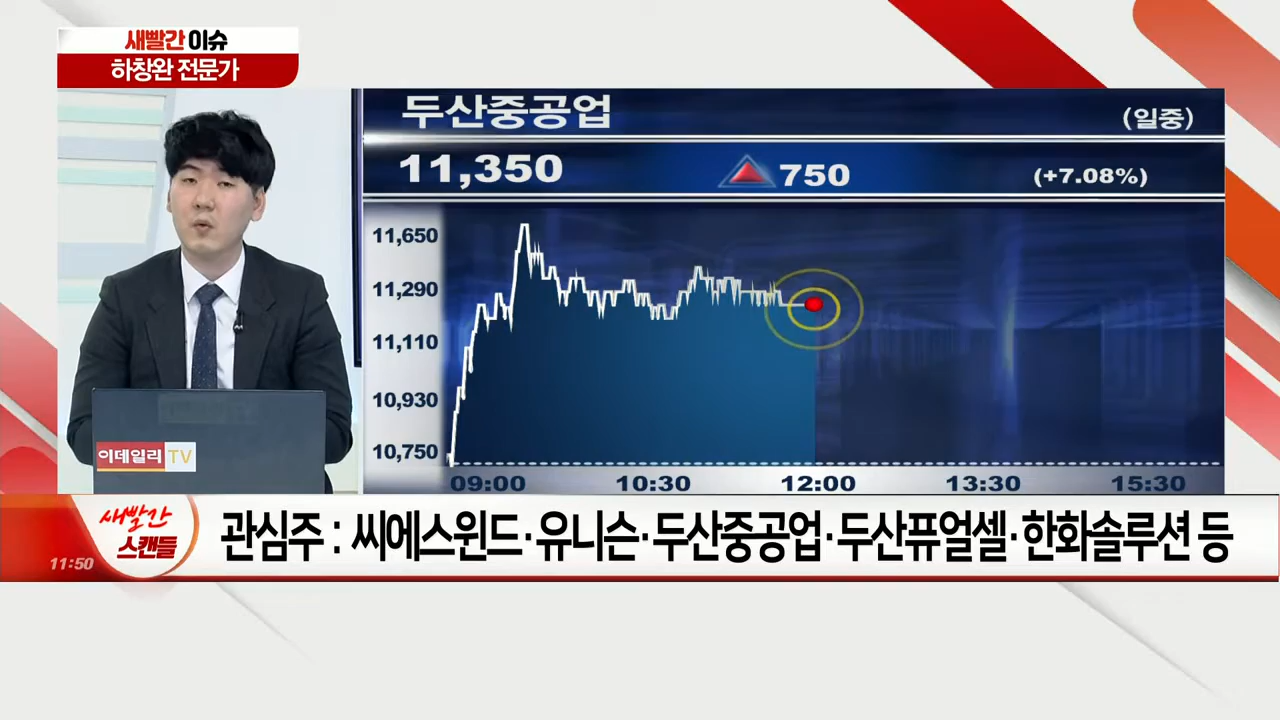 새빨간 이슈
하창완 전문가
두산중공업 (일중)
11,350 750 (+7.08%)
11,650
11,290
11,110
10,930
10,750
09:00 10:30 12:00 13:30 15:30
이데일리 TV
새빨간
스캔들
11:50
관심주 : 씨에스윈드·유니슨·두산중공업·두산퓨얼셀·한화솔루션 등